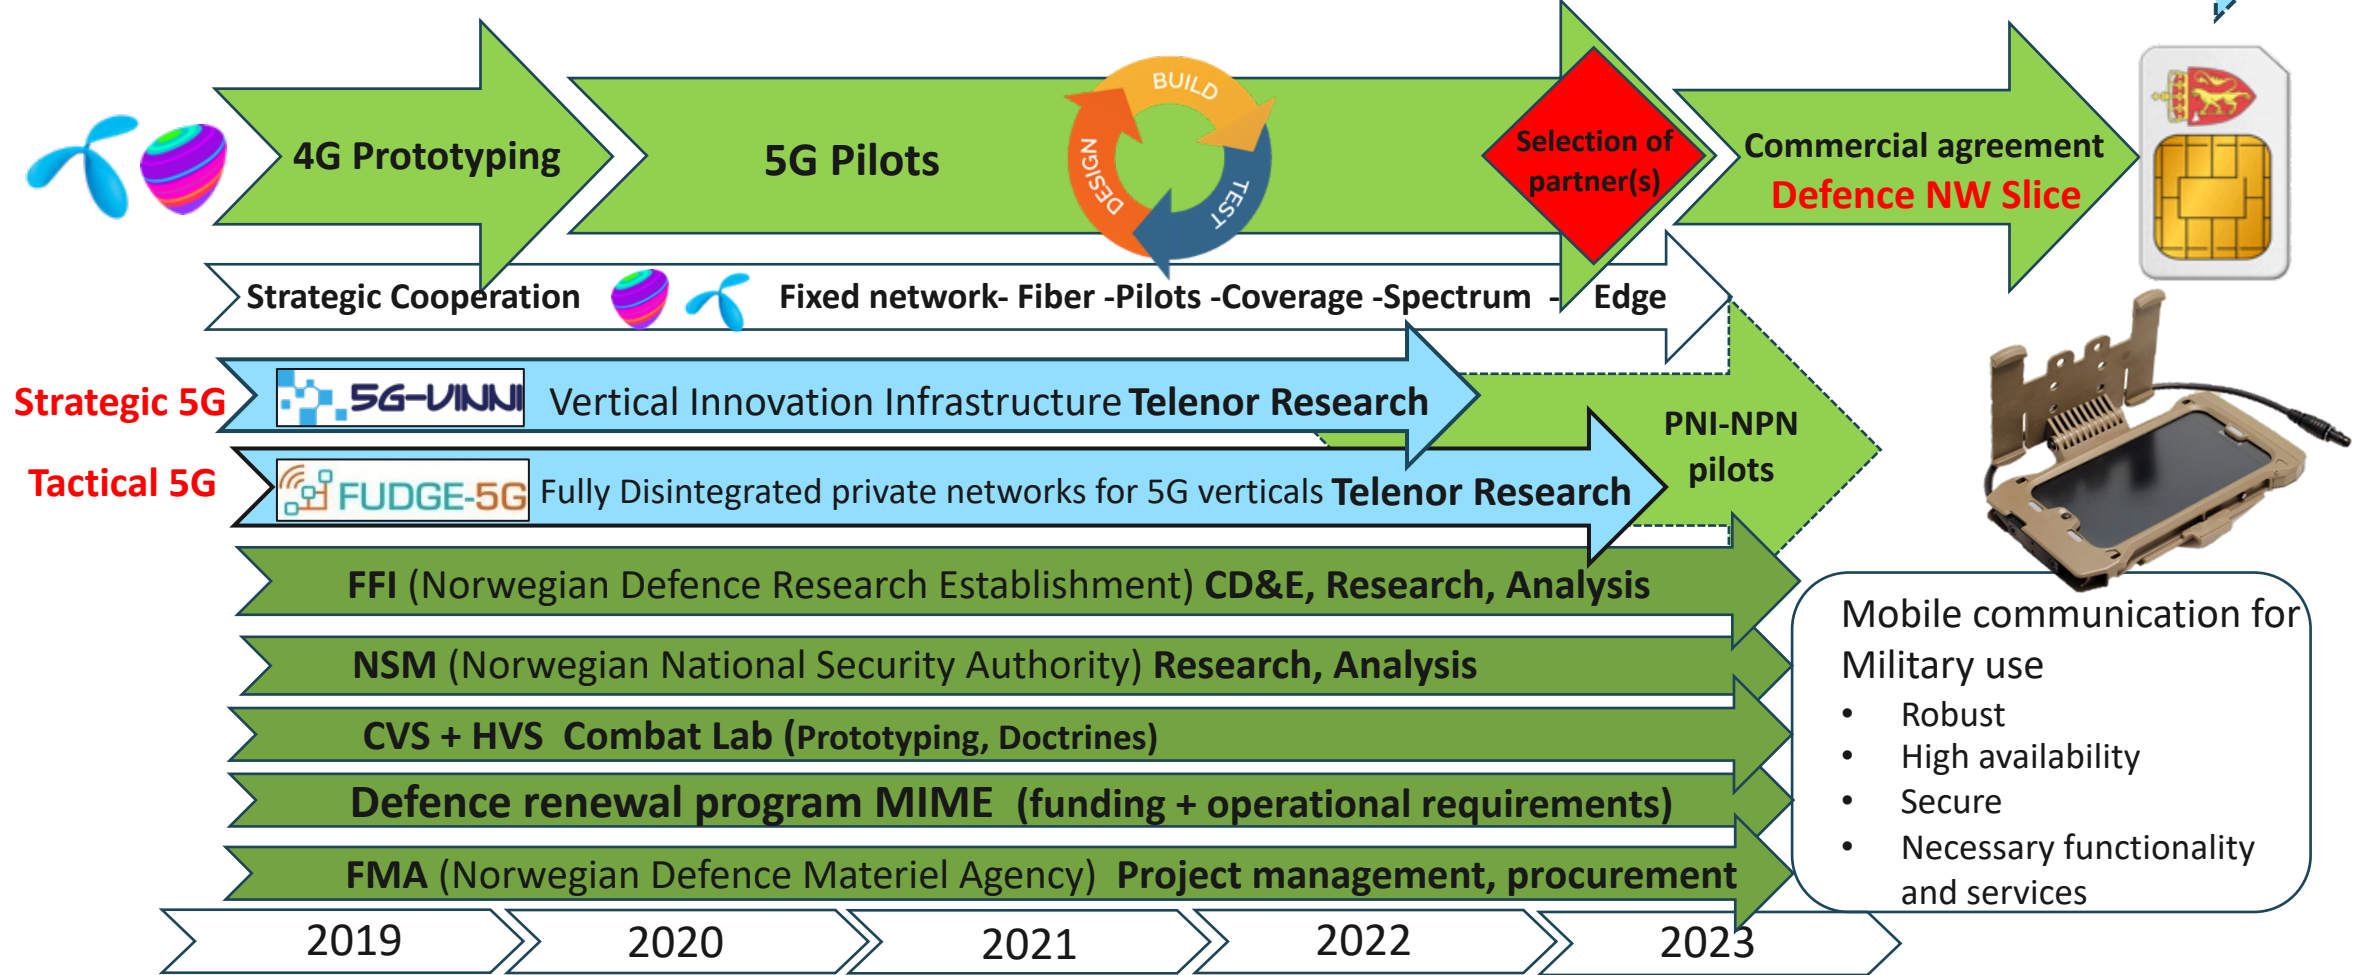 4G Prototyping
5G Pilots
BUILD
TEST
DESIGN
Selection of
partner(s)
Commercial agreement
Defence NW Slice
Strategic Cooperation
Fixed network- Fiber -Pilots -Coverage -Spectrum - Edge
Strategic 5G
5G-VINNI
Vertical Innovation Infrastructure Telenor Research
PNI-NPN
pilots
Tactical 5G
FUDGE-5G
Fully Disintegrated private networks for 5G verticals Telenor Research
FFI (Norwegian Defence Research Establishment) CD&E, Research, Analysis
NSM (Norwegian National Security Authority) Research, Analysis
CVS + HVS Combat Lab (Prototyping, Doctrines)
Defence renewal program MIME (funding + operational requirements)
FMA (Norwegian Defence Materiel Agency) Project management, procurement
Mobile communication for
Military use
• Robust
• High availability
• Secure
• Necessary functionality
and services
2019
2020
2021
2022
2023